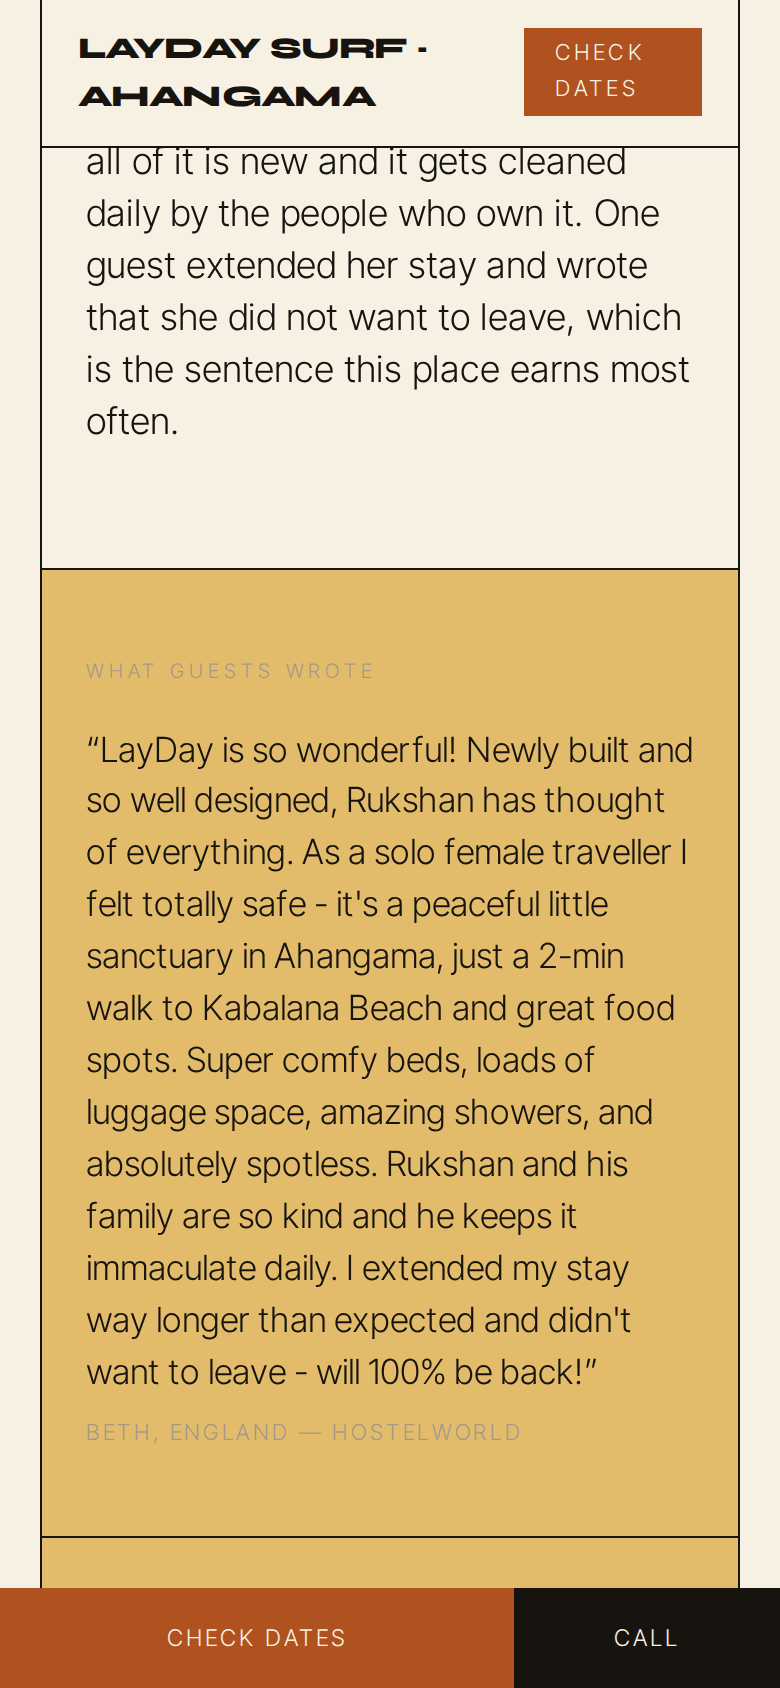 LAYDAY SURF -
AHANGAMA
CHECK
DATES
all of it is new and it gets cleaned
daily by the people who own it. One
guest extended her stay and wrote
that she did not want to leave, which
is the sentence this place earns most
often.
WHAT GUESTS WROTE
“LayDay is so wonderful! Newly built and
so well designed, Rukshan has thought
of everything. As a solo female traveller I
felt totally safe - it's a peaceful little
sanctuary in Ahangama, just a 2-min
walk to Kabalana Beach and great food
spots. Super comfy beds, loads of
luggage space, amazing showers, and
absolutely spotless. Rukshan and his
family are so kind and he keeps it
immaculate daily. I extended my stay
way longer than expected and didn't
want to leave - will 100% be back!”
BETH, ENGLAND — HOSTELWORLD
CHECK DATES
CALL